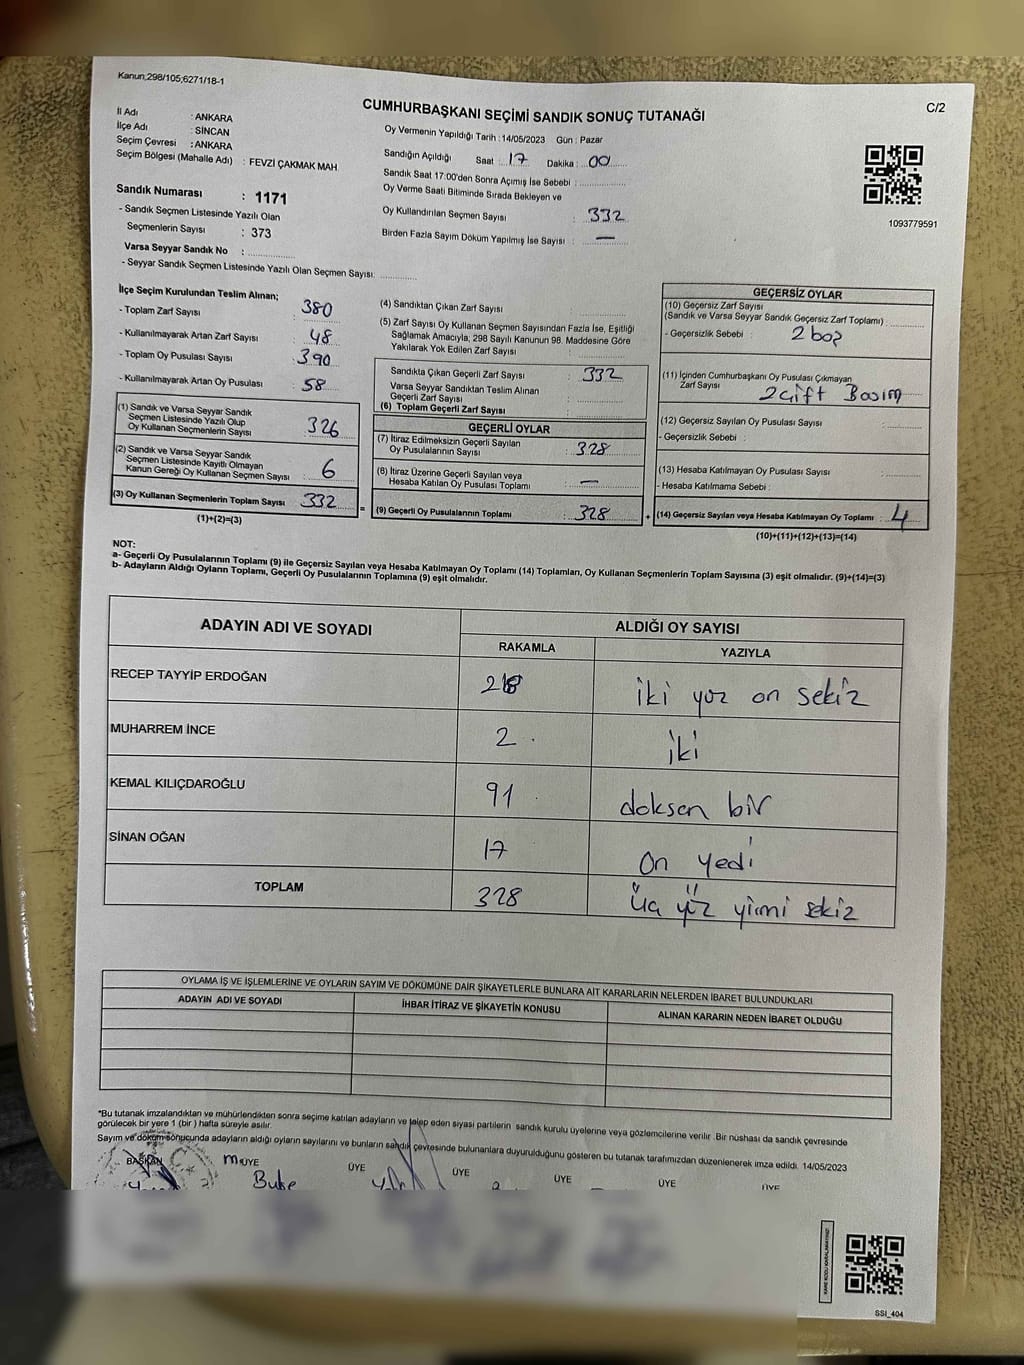 Kanun;298/105;6271/18-1
CUMHURBAŞKANI SEÇİMİ SANDIK SONUÇ TUTANAĞI
C/2
İl Adı : ANKARA
İlçe Adı : SİNCAN
Seçim Çevresi : ANKARA
Seçim Bölgesi (Mahalle Adı) : FEVZİ ÇAKMAK MAH
Sandık Numarası : 1171
- Sandık Seçmen Listesinde Yazılı Olan
Seçmenlerin Sayısı : 373
Varsa Seyyar Sandık No :
- Seyyar Sandık Seçmen Listesinde Yazılı Olan Seçmen Sayısı:
Oy Vermenin Yapıldığı Tarih : 14/05/2023 Gün : Pazar
Sandığın Açıldığı Saat : 17 Dakika : 00
Sandık Saat 17:00'den Sonra Açımış İse Sebebi :
Oy Verme Saati Bitiminde Sırada Bekleyen ve
Oy Kullandırılan Seçmen Sayısı : 332
Birden Fazla Sayım Döküm Yapılmış İse Sayısı : —
1093779591
İlçe Seçim Kurulundan Teslim Alınan;
- Toplam Zarf Sayısı : 380
- Kullanılmayarak Artan Zarf Sayısı : 48
- Toplam Oy Pusulası Sayısı : 390
- Kullanılmayarak Artan Oy Pusulası : 58
(1) Sandık ve Varsa Seyyar Sandık
Seçmen Listesinde Yazılı Olup
Oy Kullanan Seçmenlerin Sayısı : 326
(2) Sandık ve Varsa Seyyar Sandık
Seçmen Listesinde Kayıtlı Olmayan
Kanun Gereği Oy Kullanan Seçmen Sayısı : 6
(3) Oy Kullanan Seçmenlerin Toplam Sayısı : 332
(1)+(2)=(3)
(4) Sandıktan Çıkan Zarf Sayısı :
(5) Zarf Sayısı Oy Kullanan Seçmen Sayısından Fazla İse, Eşitliği
Sağlamak Amacıyla; 298 Sayılı Kanunun 98. Maddesine Göre
Yakılarak Yok Edilen Zarf Sayısı :
Sandıkta Çıkan Geçerli Zarf Sayısı : 332
Varsa Seyyar Sandıktan Teslim Alınan
Geçerli Zarf Sayısı :
(6) Toplam Geçerli Zarf Sayısı
GEÇERLİ OYLAR
(7) İtiraz Edilmeksizin Geçerli Sayılan
Oy Pusulalarının Sayısı : 328
(8) İtiraz Üzerine Geçerli Sayılan veya
Hesaba Katılan Oy Pusulası Toplamı : —
(9) Geçerli Oy Pusulalarının Toplamı : 328
GEÇERSİZ OYLAR
(10) Geçersiz Zarf Sayısı
(Sandık ve Varsa Seyyar Sandık Geçersiz Zarf Toplamı) :
- Geçersizlik Sebebi : 2 boş
(11) İçinden Cumhurbaşkanı Oy Pusulası Çıkmayan
Zarf Sayısı : 2 Çift Basım
(12) Geçersiz Sayılan Oy Pusulası Sayısı :
- Geçersizlik Sebebi :
(13) Hesaba Katılmayan Oy Pusulası Sayısı :
- Hesaba Katılmama Sebebi :
(14) Geçersiz Sayılan veya Hesaba Katılmayan Oy Toplamı : 4
(10)+(11)+(12)+(13)=(14)
NOT:
a- Geçerli Oy Pusulalarının Toplamı (9) ile Geçersiz Sayılan veya Hesaba Katılmayan Oy Toplamı (14) Toplamları, Oy Kullanan Seçmenlerin Toplam Sayısına (3) eşit olmalıdır. (9)+(14)=(3)
b- Adayların Aldığı Oyların Toplamı, Geçerli Oy Pusulalarının Toplamına (9) eşit olmalıdır.
ADAYIN ADI VE SOYADI ALDIĞI OY SAYISI
RAKAMLA YAZIYLA
RECEP TAYYİP ERDOĞAN 218 iki yüz on sekiz
MUHARREM İNCE 2 iki
KEMAL KILIÇDAROĞLU 91 doksan bir
SİNAN OĞAN 17 On yedi
TOPLAM 328 üç yüz yirmi sekiz
OYLAMA İŞ VE İŞLEMLERİNE VE OYLARIN SAYIM VE DÖKÜMÜNE DAİR ŞİKAYETLERLE BUNLARA AİT KARARLARIN NELERDEN İBARET BULUNDUKLARI
ADAYIN ADI VE SOYADI İHBAR İTİRAZ VE ŞİKAYETİN KONUSU ALINAN KARARIN NEDEN İBARET OLDUĞU
*Bu tutanak imzalandıktan ve mühürlendikten sonra seçime katılan adayların ve talep eden siyasi partilerin sandık kurulu üyelerine veya gözlemcilerine verilir .Bir nüshası da sandık çevresinde
görülecek bir yere 1 (bir ) hafta süreyle asılır.
Sayım ve döküm sonucunda adayların aldığı oyların sayılarını ve bunların sandık çevresinde bulunanlara duyurulduğunu gösteren bu tutanak tarafımızdan düzenlenerek imza edildi. 14/05/2023
BAŞKAN ÜYE ÜYE ÜYE ÜYE ÜYE ÜYE
Buse
SSI_404